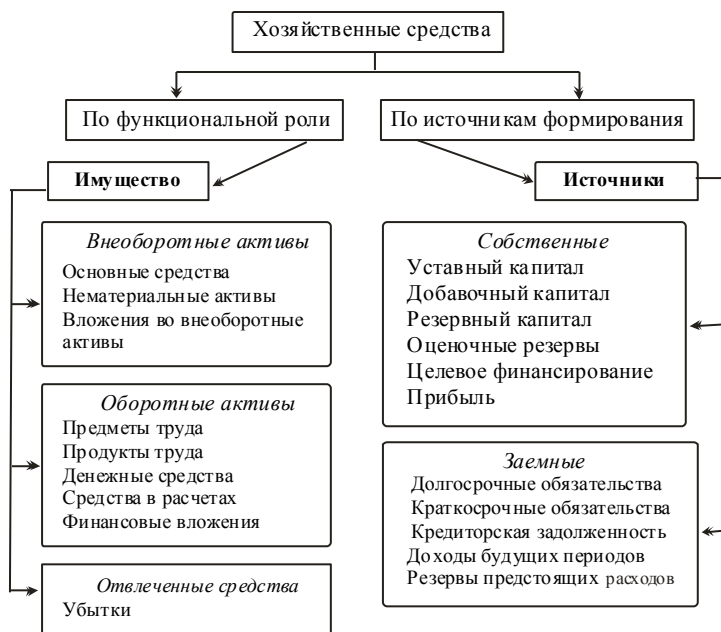 Хозяйственные средства
По функциональной роли
По источникам формирования
Имущество
Источники
Внеоборотные активы
Основные средства
Нематериальные активы
Вложения во внеоборотные
активы
Оборотные активы
Предметы труда
Продукты труда
Денежные средства
Средства в расчетах
Финансовые вложения
Отвлеченные средства
Убытки
Собственные
Уставный капитал
Добавочный капитал
Резервный капитал
Оценочные резервы
Целевое финансирование
Прибыль
Заемные
Долгосрочные обязательства
Краткосрочные обязательства
Кредиторская задолженность
Доходы будущих периодов
Резервы предстоящих расходов